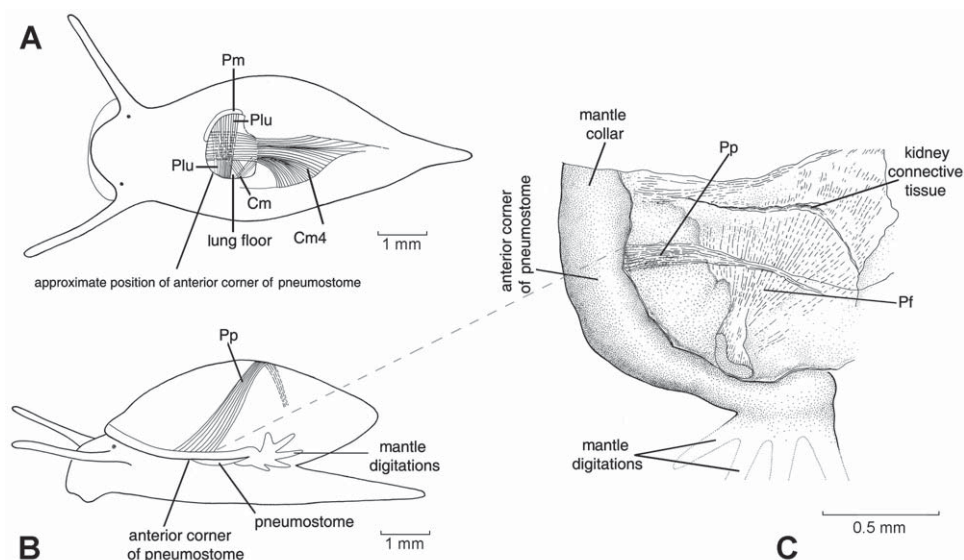 A
Pm
Plu
Plu
Cm
lung floor
Cm4
1 mm
approximate position of anterior corner of pneumostome
Pp
mantle
digitations
pneumostome
anterior corner
of pneumostome
1 mm
B
mantle
collar
Pp
kidney
connective
tissue
anterior corner
of pneumostome
Pf
mantle
digitations
0.5 mm
C